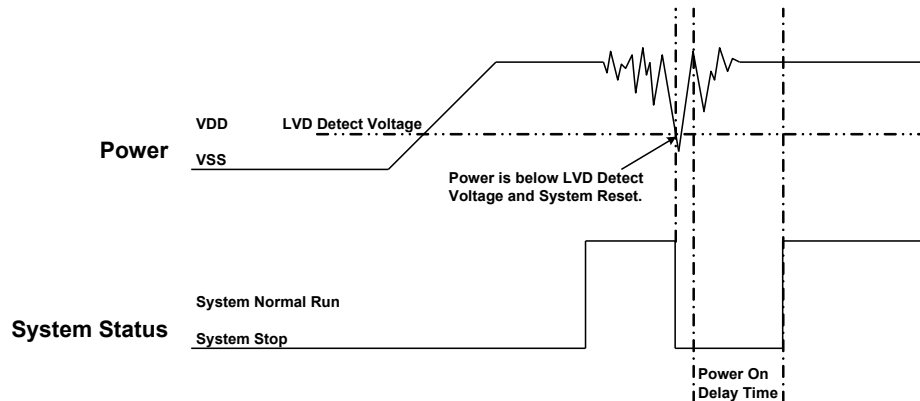 VDD LVD Detect Voltage
Power
VSS
Power is below LVD Detect
Voltage and System Reset.
System Normal Run
System Status
System Stop
Power On
Delay Time